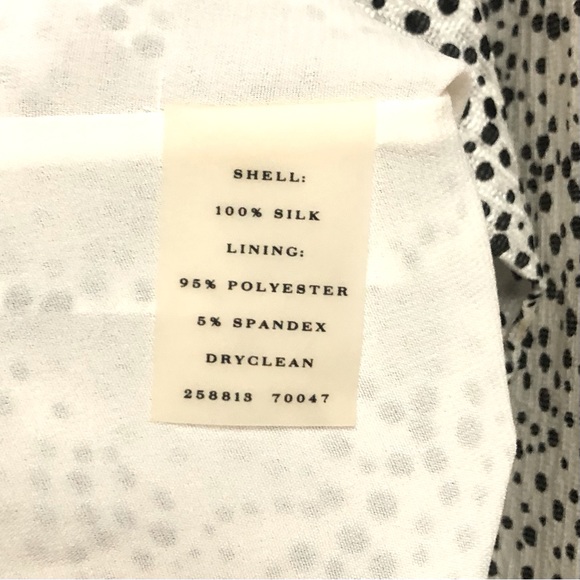 SHELL:
100% SILK
LINING:
95% POLYESTER
5% SPANDEX
DRYCLEAN
258813 70047